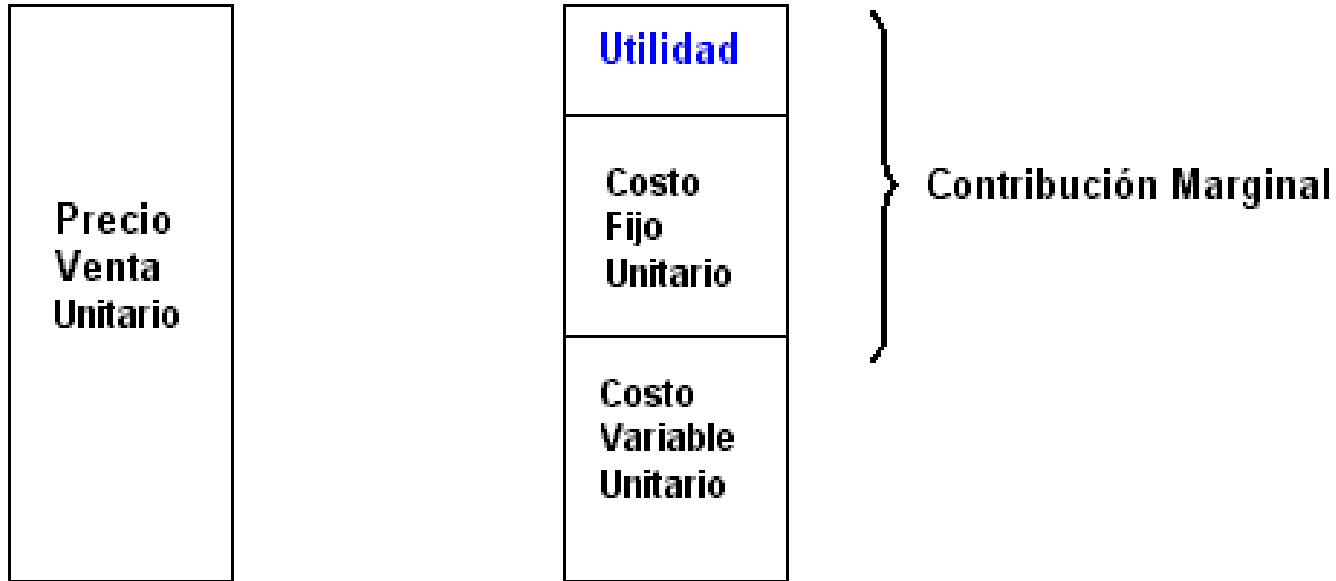 Precio
Venta
Unitario
Utilidad
Costo
Fijo
Unitario
Costo
Variable
Unitario
Contribución Marginal